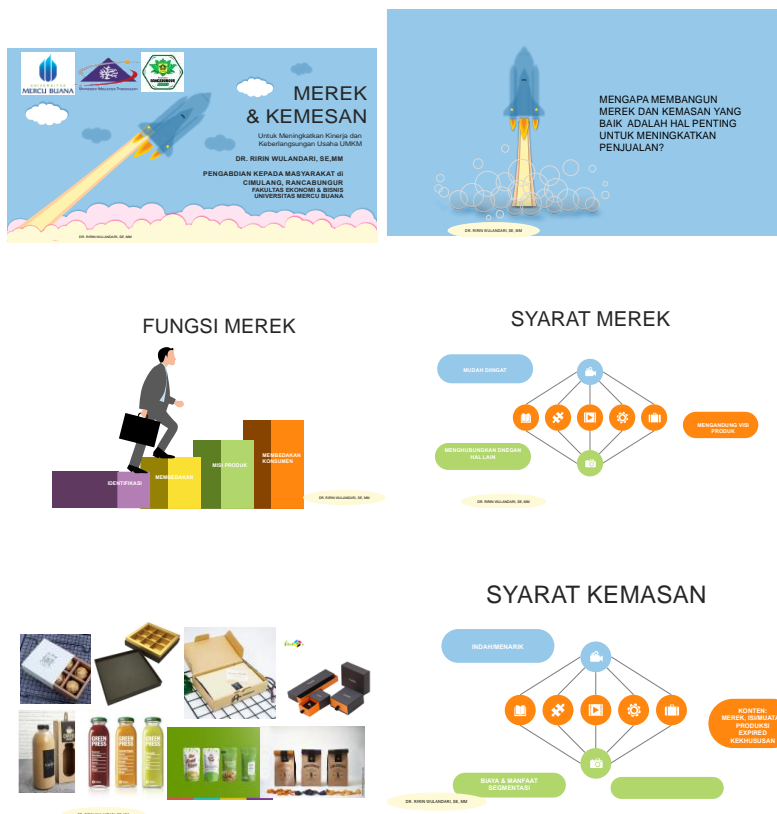 UNIVERSITAS
MERCU BUANA
MEREK
& KEMESAN
Untuk Meningkatkan Kinerja dan
Keberlangsungan Usaha UMKM
DR. RIRIN WULANDARI, SE,MM
PENGABDIAN KEPADA MASYARAKAT di
CIMULANG, RANCABUNGUR
FAKULTAS EKONOMI & BISNIS
UNIVERSITAS MERCU BUANA
DR. RIRIN WULANDARI, SE, MM
MENGAPA MEMBANGUN
MEREK DAN KEMASAN YANG
BAIK ADALAH HAL PENTING
UNTUK MENINGKATKAN
PENJUALAN?
DR. RIRIN WULANDARI, SE, MM
FUNGSI MEREK
IDENTIFIKASI
MEMBEDAKAN
MISI PRODUK
MEMBEDAKAN
KONSUMEN
DR. RIRIN WULANDARI, SE, MM
SYARAT MEREK
MUDAH DIINGAT
MENGANDUNG VISI
PRODUK
MENGHUBUNGKAN DNEGAN
HAL LAIN
DR. RIRIN WULANDARI, SE, MM
GREEN
PRESS
GREEN
PRESS
GREEN
PRESS
SYARAT KEMASAN
INDAH/MENARIK
KONTEN:
MEREK, ISI/MUATAN
PRODUKSI
EXPIRED
KEKHUSUSAN
BIAYA & MANFAAT
SEGMENTASI
DR. RIRIN WULANDARI, SE, MM